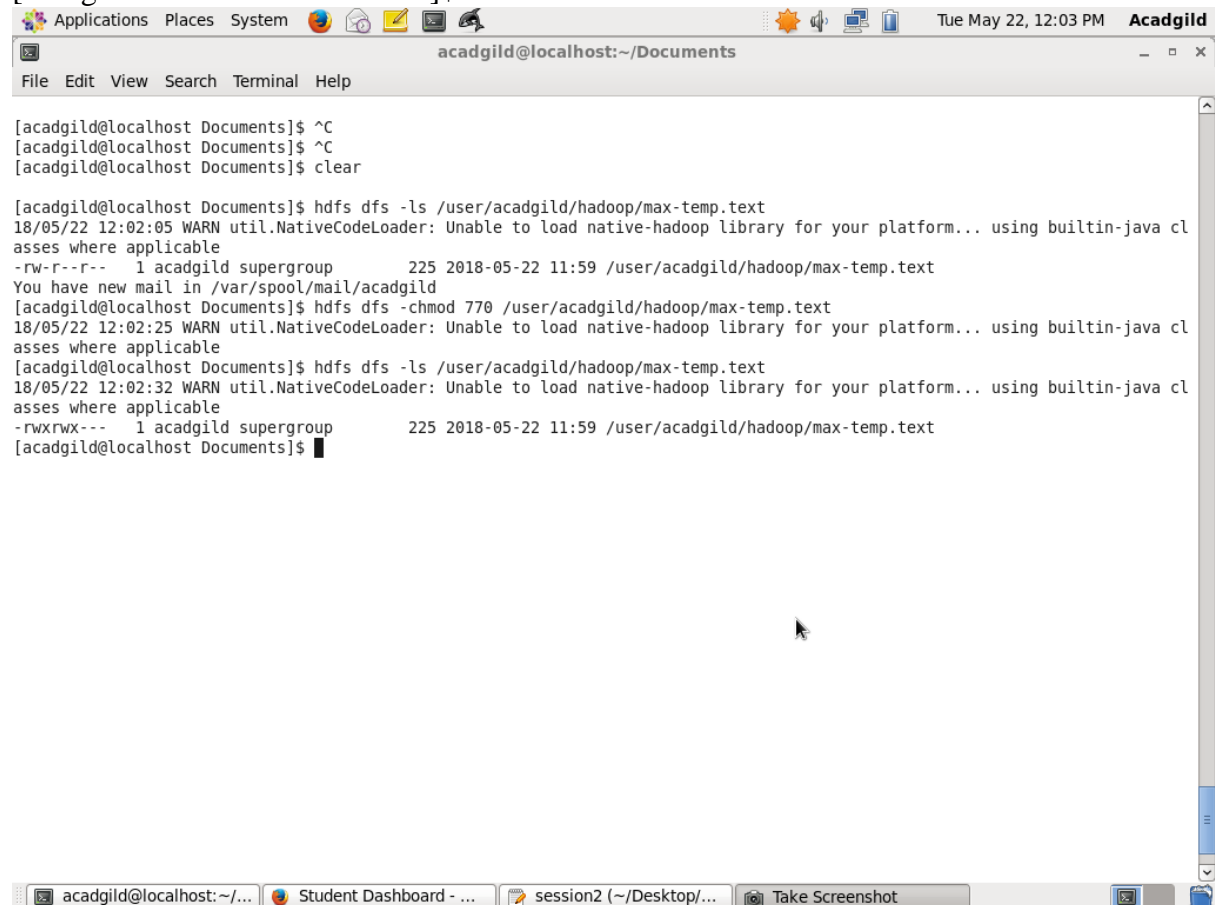 Applications Places System Tue May 22, 12:03 PM Acadgild
acadgild@localhost:~/Documents
File Edit View Search Terminal Help
[acadgild@localhost Documents]$ ^C
[acadgild@localhost Documents]$ ^C
[acadgild@localhost Documents]$ clear
[acadgild@localhost Documents]$ hdfs dfs -ls /user/acadgild/hadoop/max-temp.text
18/05/22 12:02:05 WARN util.NativeCodeLoader: Unable to load native-hadoop library for your platform... using builtin-java cl
asses where applicable
-rw-r--r--   1 acadgild supergroup        225 2018-05-22 11:59 /user/acadgild/hadoop/max-temp.text
You have new mail in /var/spool/mail/acadgild
[acadgild@localhost Documents]$ hdfs dfs -chmod 770 /user/acadgild/hadoop/max-temp.text
18/05/22 12:02:25 WARN util.NativeCodeLoader: Unable to load native-hadoop library for your platform... using builtin-java cl
asses where applicable
[acadgild@localhost Documents]$ hdfs dfs -ls /user/acadgild/hadoop/max-temp.text
18/05/22 12:02:32 WARN util.NativeCodeLoader: Unable to load native-hadoop library for your platform... using builtin-java cl
asses where applicable
-rwxrwx---   1 acadgild supergroup        225 2018-05-22 11:59 /user/acadgild/hadoop/max-temp.text
[acadgild@localhost Documents]$
acadgild@localhost:~/... Student Dashboard - ... session2 (~/Desktop/... Take Screenshot